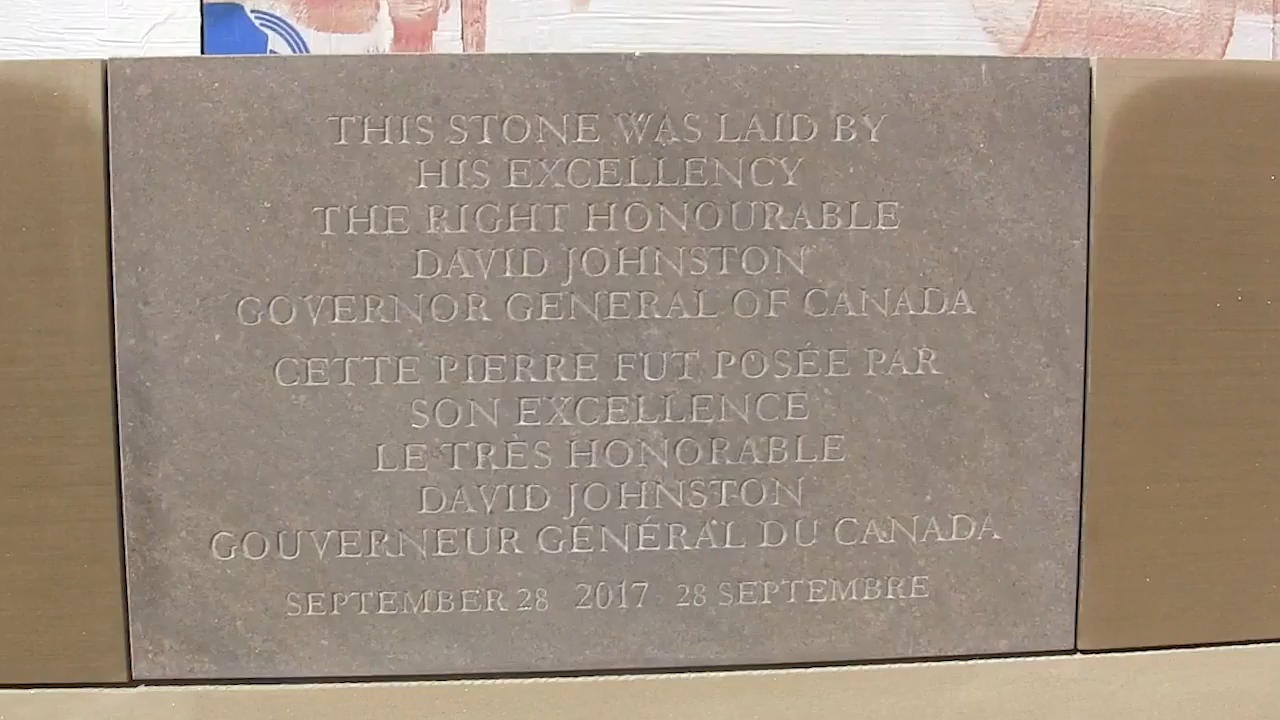 THIS STONE WAS LAID BY
HIS EXCELLENCY
THE RIGHT HONOURABLE
DAVID JOHNSTON
GOVERNOR GENERAL OF CANADA
CETTE PIERRE FUT POSÉE PAR
SON EXCELLENCE
LE TRÈS HONORABLE
DAVID JOHNSTON
GOUVERNEUR GÉNÉRAL DU CANADA
SEPTEMBER 28 2017 28 SEPTEMBRE